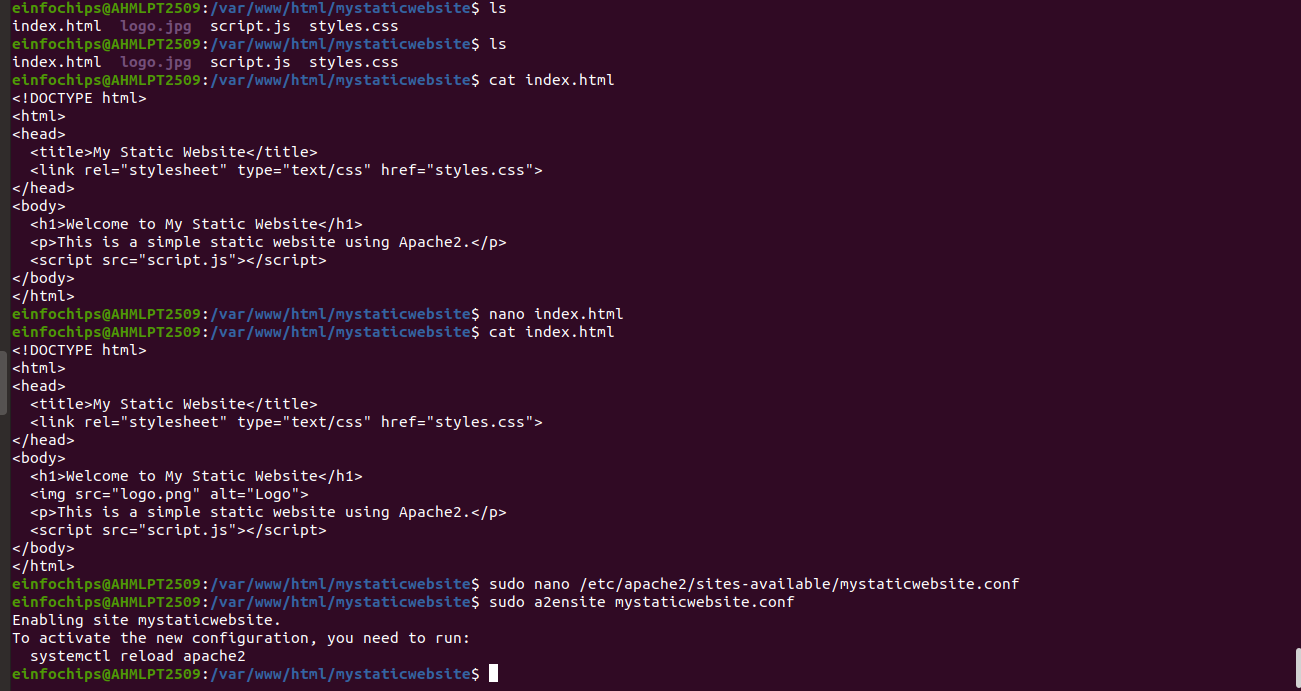 einfochips@AHMLPT2509:/var/www/html/mystaticwebsite$ ls
index.html  logo.jpg  script.js  styles.css
einfochips@AHMLPT2509:/var/www/html/mystaticwebsite$ ls
index.html  logo.jpg  script.js  styles.css
einfochips@AHMLPT2509:/var/www/html/mystaticwebsite$ cat index.html
<!DOCTYPE html>
<html>
<head>
  <title>My Static Website</title>
  <link rel="stylesheet" type="text/css" href="styles.css">
</head>
<body>
  <h1>Welcome to My Static Website</h1>
  <p>This is a simple static website using Apache2.</p>
  <script src="script.js"></script>
</body>
</html>
einfochips@AHMLPT2509:/var/www/html/mystaticwebsite$ nano index.html
einfochips@AHMLPT2509:/var/www/html/mystaticwebsite$ cat index.html
<!DOCTYPE html>
<html>
<head>
  <title>My Static Website</title>
  <link rel="stylesheet" type="text/css" href="styles.css">
</head>
<body>
  <h1>Welcome to My Static Website</h1>
  <img src="logo.png" alt="Logo">
  <p>This is a simple static website using Apache2.</p>
  <script src="script.js"></script>
</body>
</html>
einfochips@AHMLPT2509:/var/www/html/mystaticwebsite$ sudo nano /etc/apache2/sites-available/mystaticwebsite.conf
einfochips@AHMLPT2509:/var/www/html/mystaticwebsite$ sudo a2ensite mystaticwebsite.conf
Enabling site mystaticwebsite.
To activate the new configuration, you need to run:
  systemctl reload apache2
einfochips@AHMLPT2509:/var/www/html/mystaticwebsite$